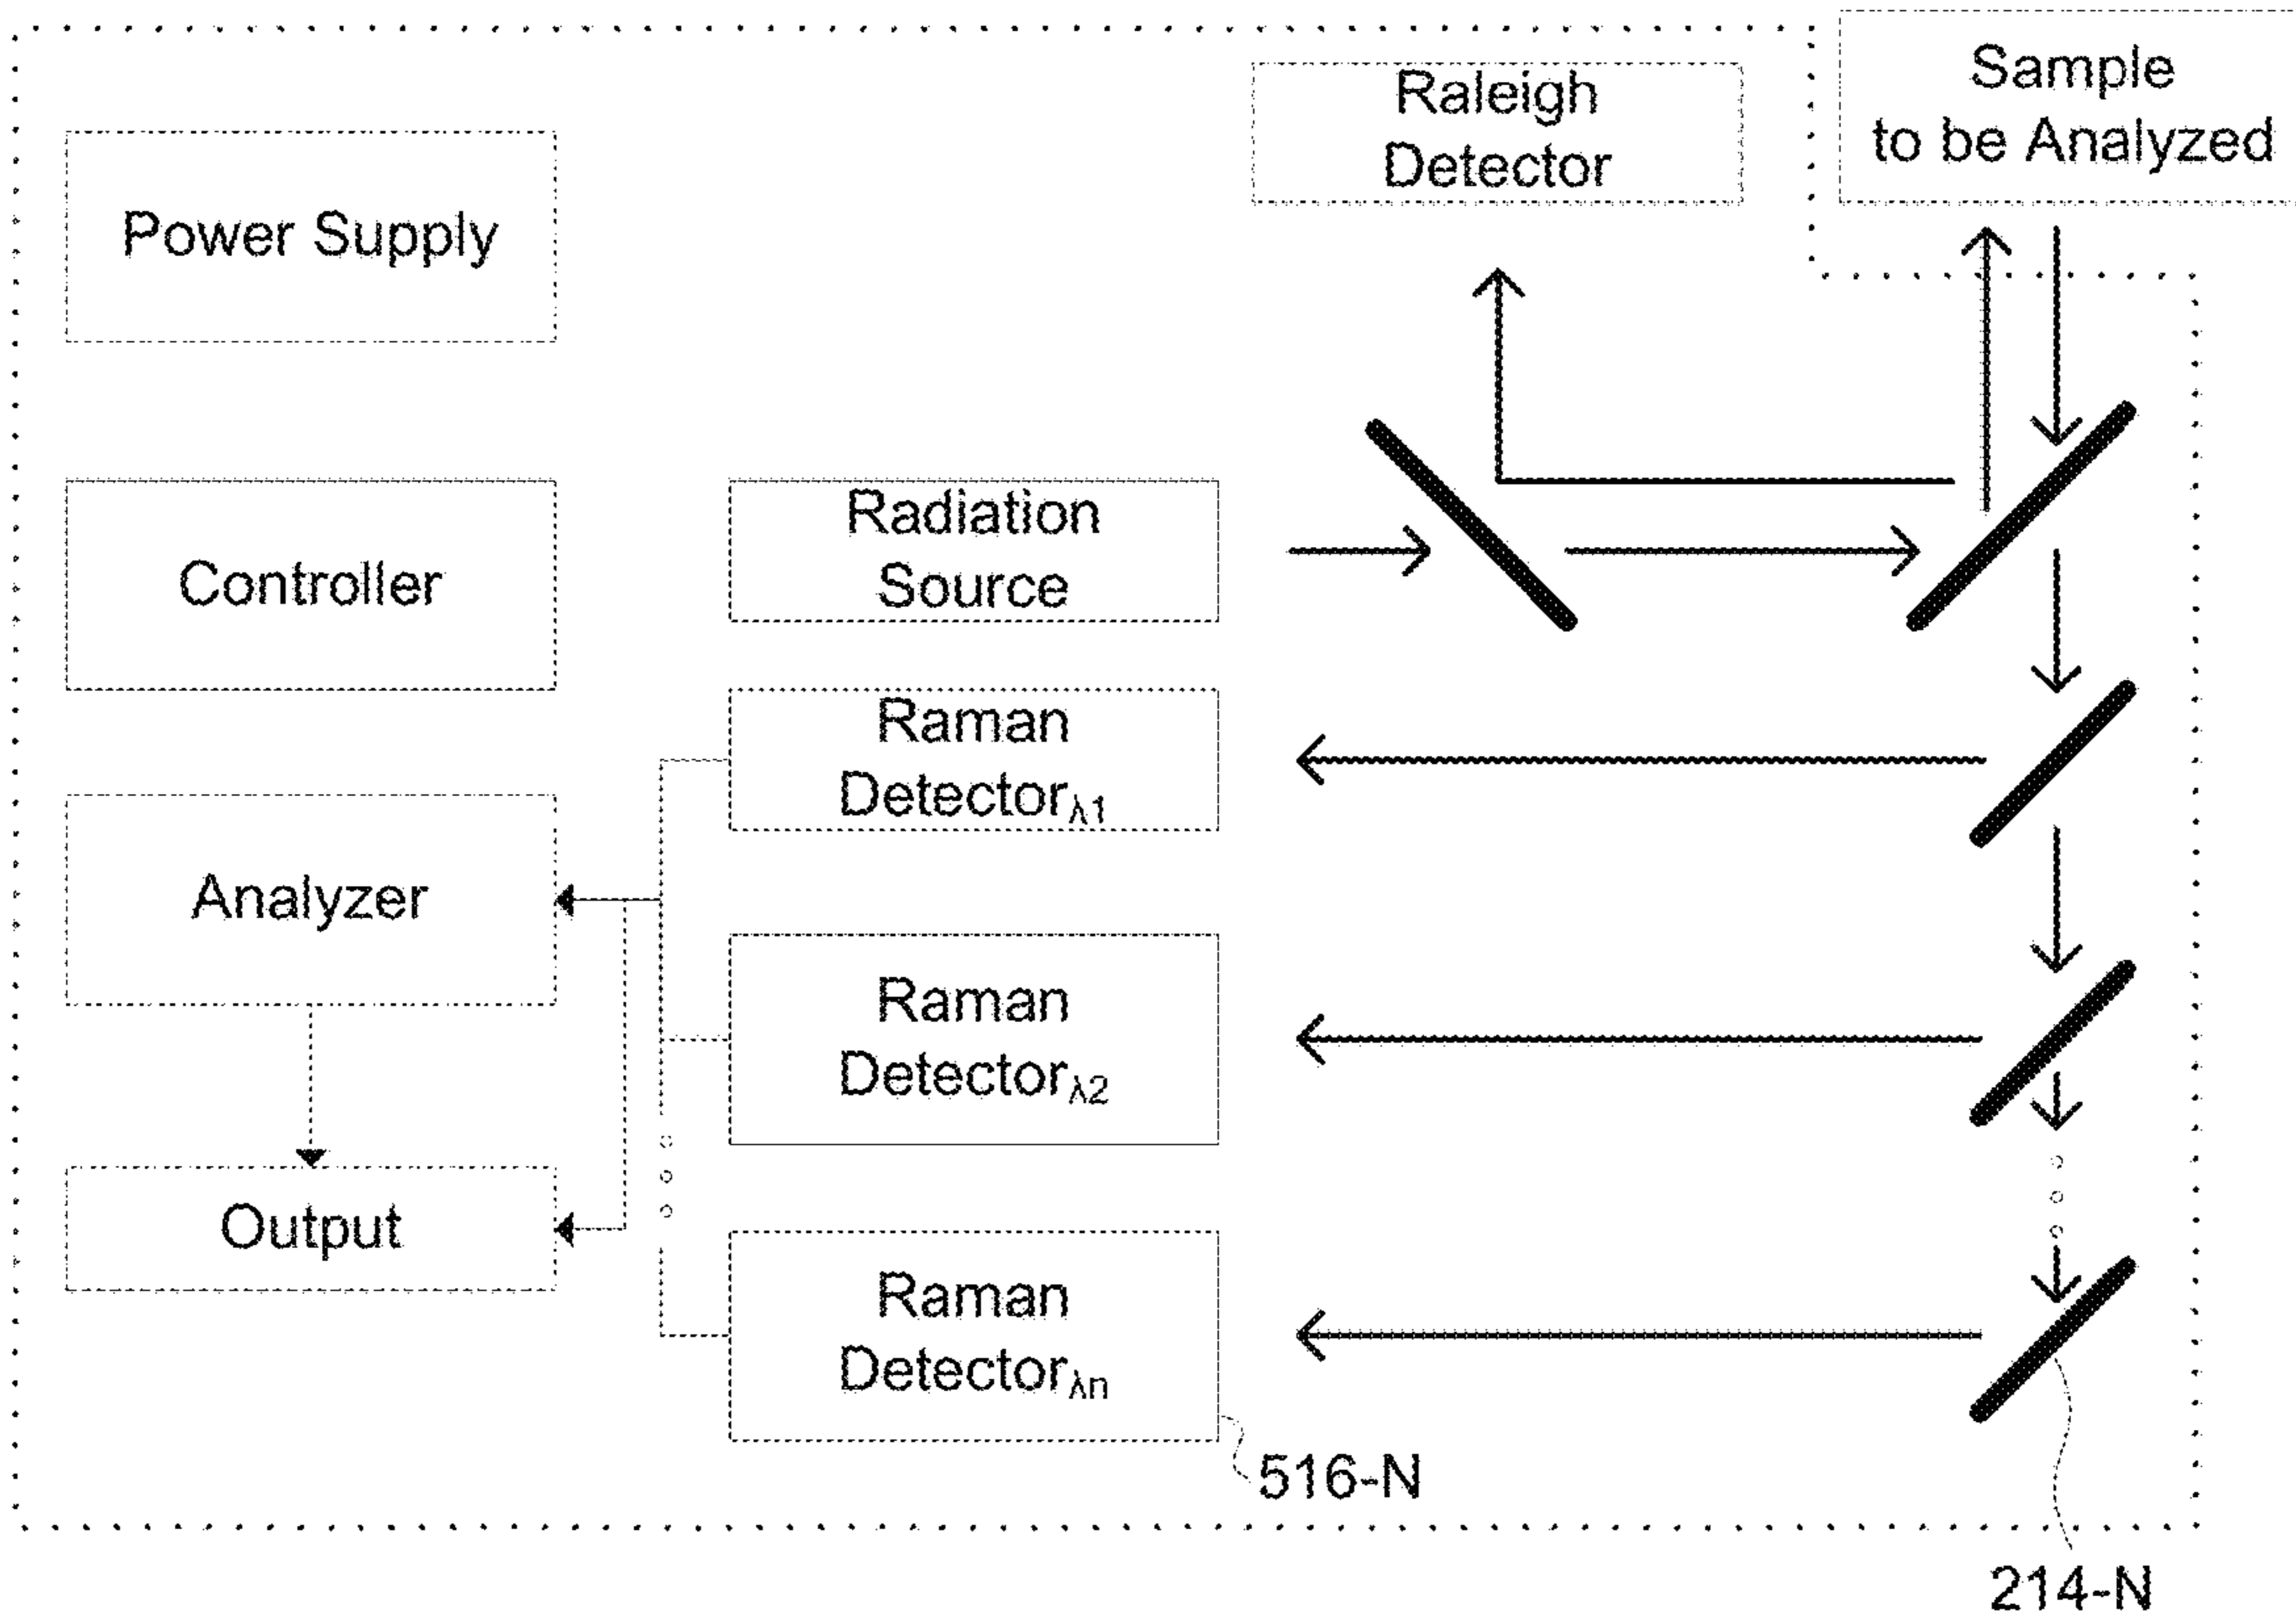 Raleigh
Detector
Sample
to be Analyzed
Power Supply
Controller
Radiation
Source
Raman
Detectorλ1
Analyzer
Raman
Detectorλ2
Output
Raman
Detectorλn
516-N
214-N